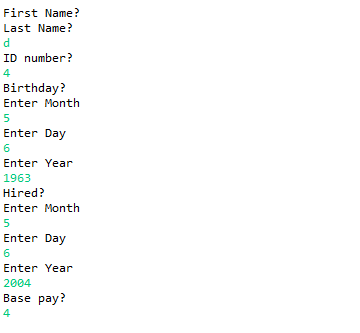 First Name?
Last Name?
d
ID number?
4
Birthday?
Enter Month
5
Enter Day
6
Enter Year
1963
Hired?
Enter Month
5
Enter Day
6
Enter Year
2004
Base pay?
4